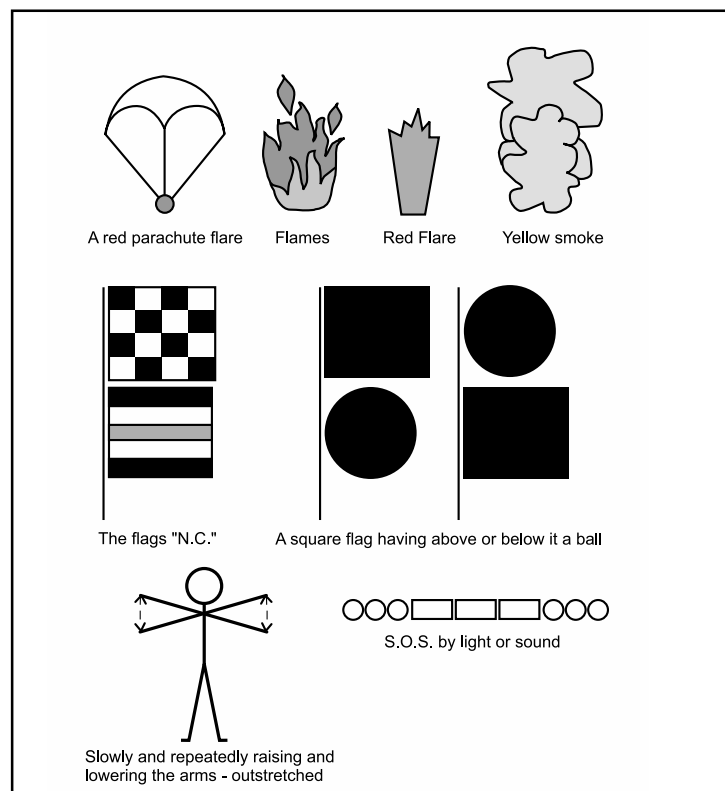 A red parachute flare
Flames
Red Flare
Yellow smoke
The flags "N.C."
A square flag having above or below it a ball
S.O.S. by light or sound
Slowly and repeatedly raising and
lowering the arms - outstretched